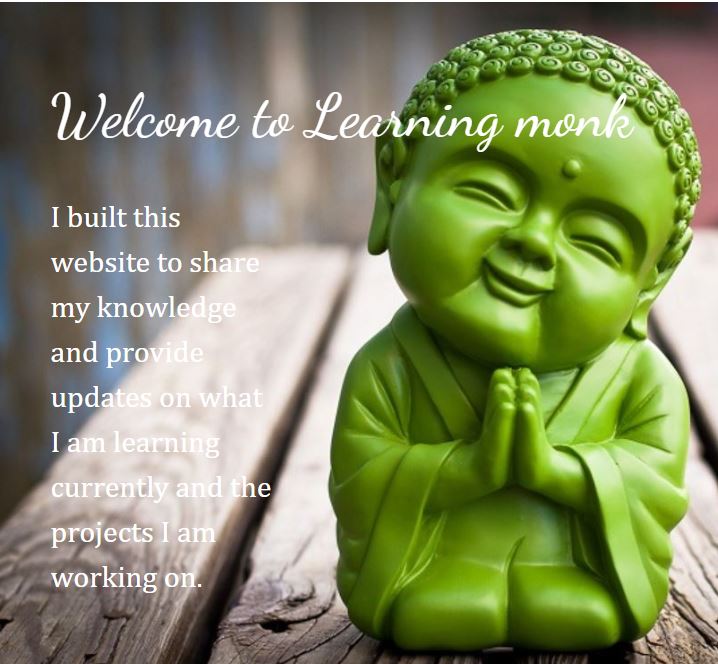 Welcome to Learning monk
I built this
website to share
my knowledge
and provide
updates on what
I am learning
currently and the
projects I am
working on.